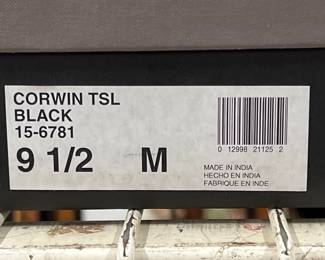 CORWIN TSL
BLACK
15-6781
9 1/2 M
0 12998 21125 2
MADE IN INDIA
HECHO EN INDIA
FABRIQUE EN INDE